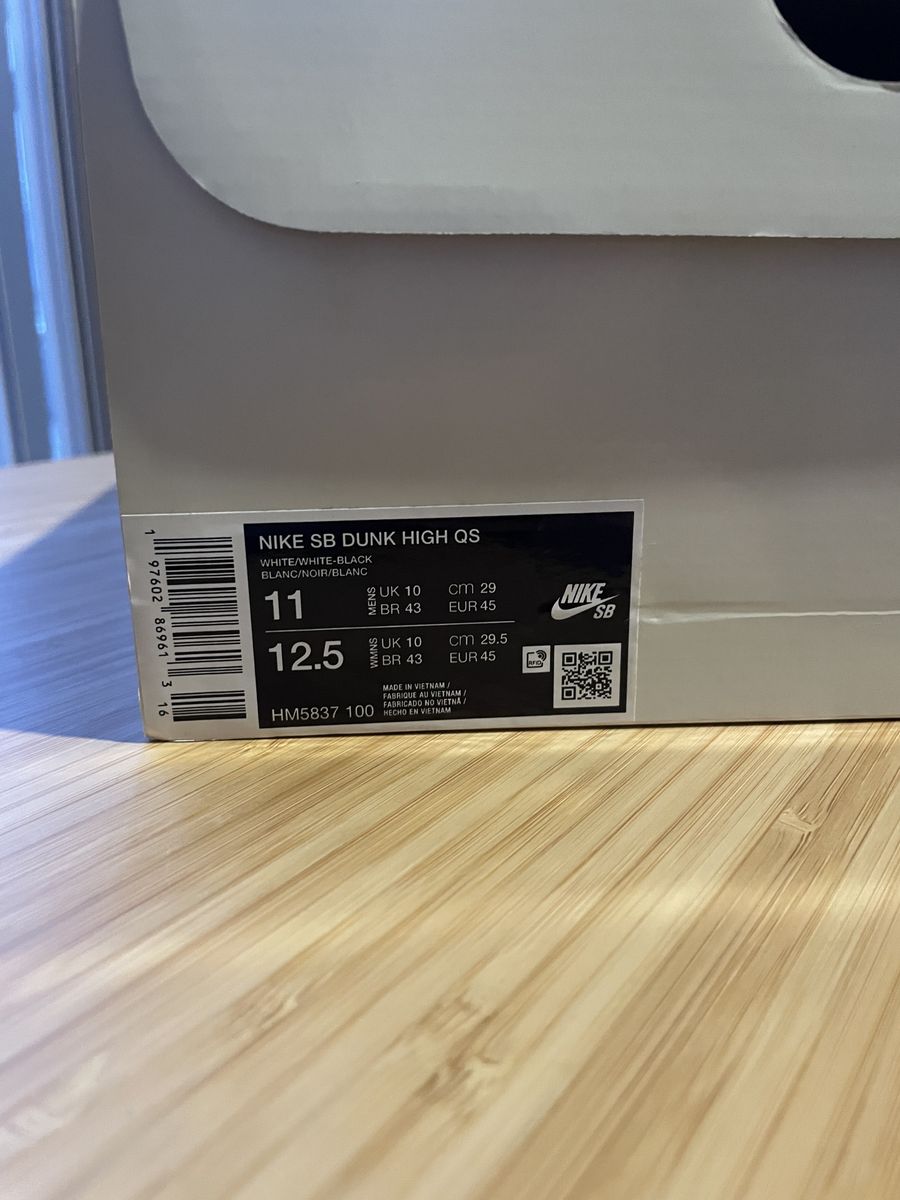 1 97602 86961 3 16
NIKE SB DUNK HIGH QS
WHITE/WHITE-BLACK
BLANC/NOIR/BLANC
11
MENS
UK 10 cm 29
BR 43 EUR 45
12.5
WMNS
UK 10 cm 29.5
BR 43 EUR 45
HM5837 100
MADE IN VIETNAM /
FABRIQUE AU VIETNAM /
FABRICADO NO VIETNÃ /
HECHO EN VIETNAM
NIKE
SB
RFID